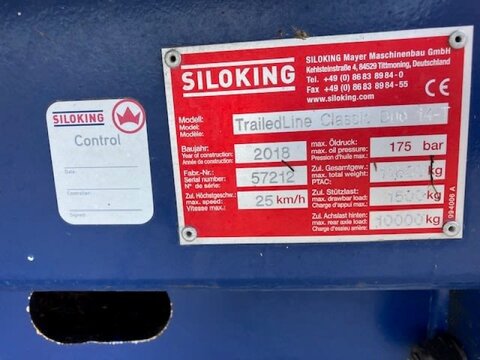 SILOKING
Control
Date
Signed
SILOKING
SILOKING Mayer Maschinenbau GmbH
Kehlsteinstraße 4, 84529 Tittmoning, Deutschland
Tel. +49 (0) 86 83 89 84- 0
Fax +49 (0) 86 83 89 84-55
www.siloking.com
Modell:
Model:
Modèle:
TrailedLine Classic Duo 14-T
Baujahr:
Year of construction:
Année de construction:
2018
max. Öldruck:
max. oil pressure:
Pression d'huile max.:
175 bar
Fabr.-Nr.:
Serial number:
N° de série:
57212
Zul. Gesamtgew.:
max. total weight:
PTAC:
kg
Zul. Höchstgeschw.:
max. speed:
Vitesse max.:
25 km/h
Zul. Stützlast:
max. drawbar load:
Charge d'appui max.:
1500 kg
Zul. Achslast hinten:
max. rear axle load
Charge d'essieu arrière:
10000 kg
994006 A